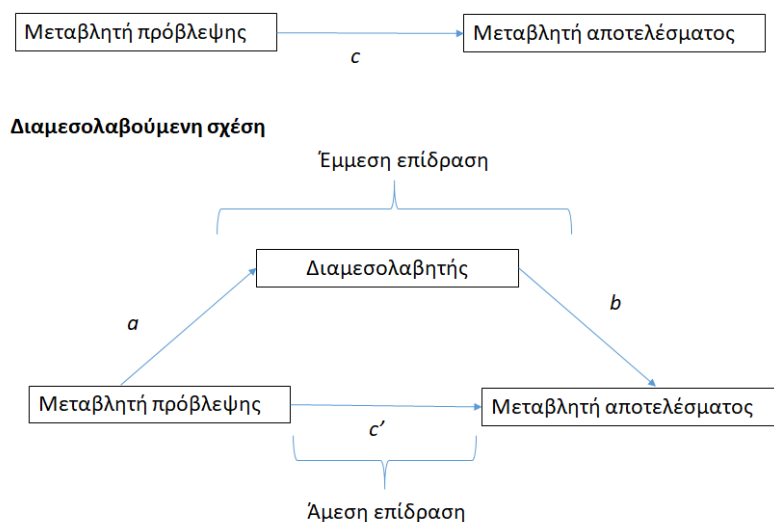 Μεταβλητή πρόβλεψης
Μεταβλητή αποτελέσματος
c
Διαμεσολαβούμενη σχέση
Έμμεση επίδραση
Διαμεσολαβητής
a
b
Μεταβλητή πρόβλεψης
Μεταβλητή αποτελέσματος
c’
Άμεση επίδραση